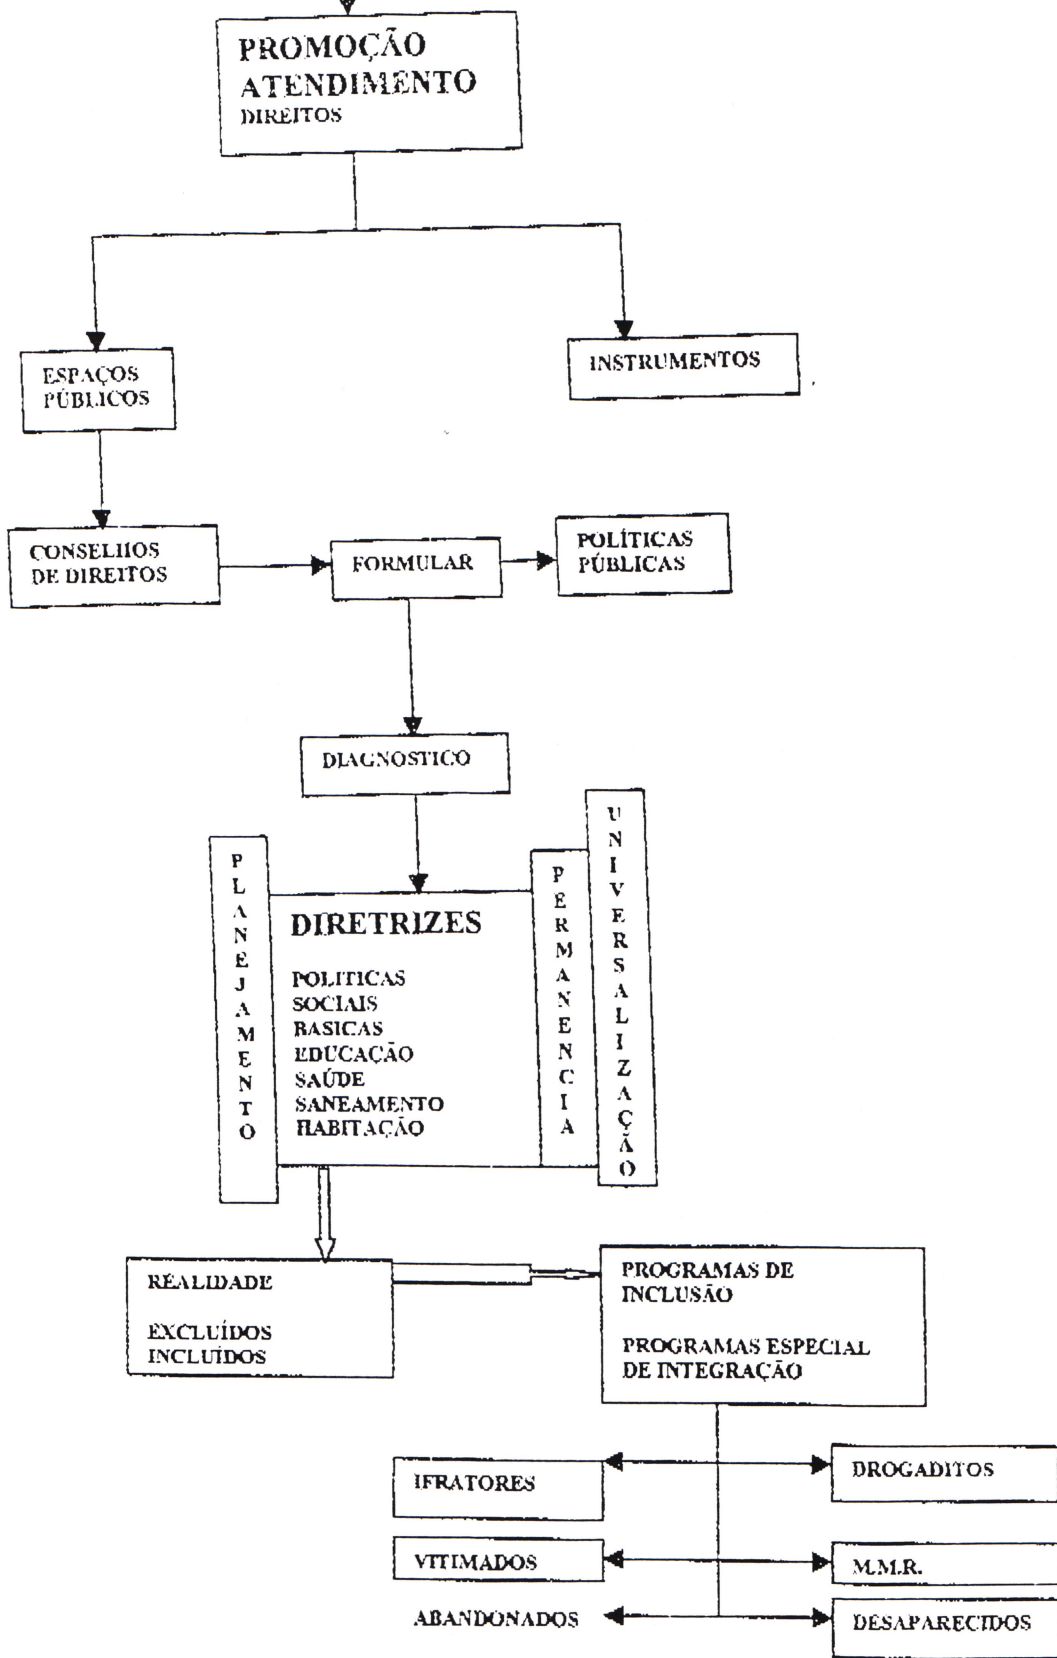 PROMOÇÃO
ATENDIMENTO
DIREITOS
ESPAÇOS
PÚBLICOS
INSTRUMENTOS
CONSELHOS
DE DIREITOS
FORMULAR
POLÍTICAS
PÚBLICAS
DIAGNOSTICO
PLANEJAMENTO
DIRETRIZES
POLITICAS
SOCIAIS
BASICAS
EDUCAÇÃO
SAÚDE
SANEAMENTO
HABITAÇÃO
PERMANENCIA
UNIVERSALIZAÇÃO
REALIDADE
EXCLUÍDOS
INCLUÍDOS
PROGRAMAS DE
INCLUSÃO
PROGRAMAS ESPECIAL
DE INTEGRAÇÃO
IFRATORES
DROGADITOS
VITIMADOS
M.M.R.
ABANDONADOS
DESAPARECIDOS